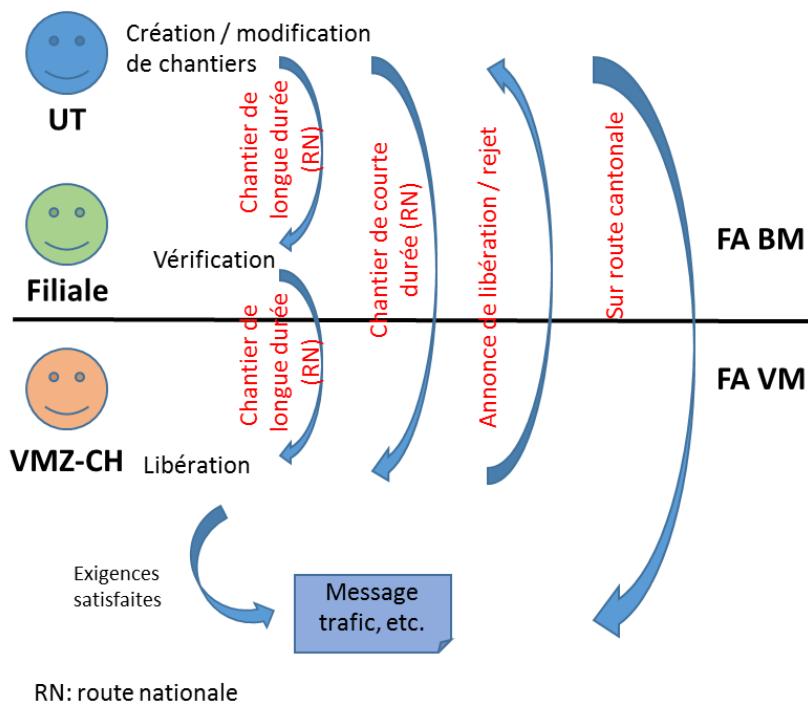 Création / modification
de chantiers
UT
Chantier de
longue durée
(RN)
Chantier de courte
durée (RN)
Annonce de libération / rejet
Sur route cantonale
Vérification
Filiale
FA BM
Chantier de
longue durée
(RN)
FA VM
VMZ-CH
Libération
Exigences
satisfaites
Message
trafic, etc.
RN: route nationale